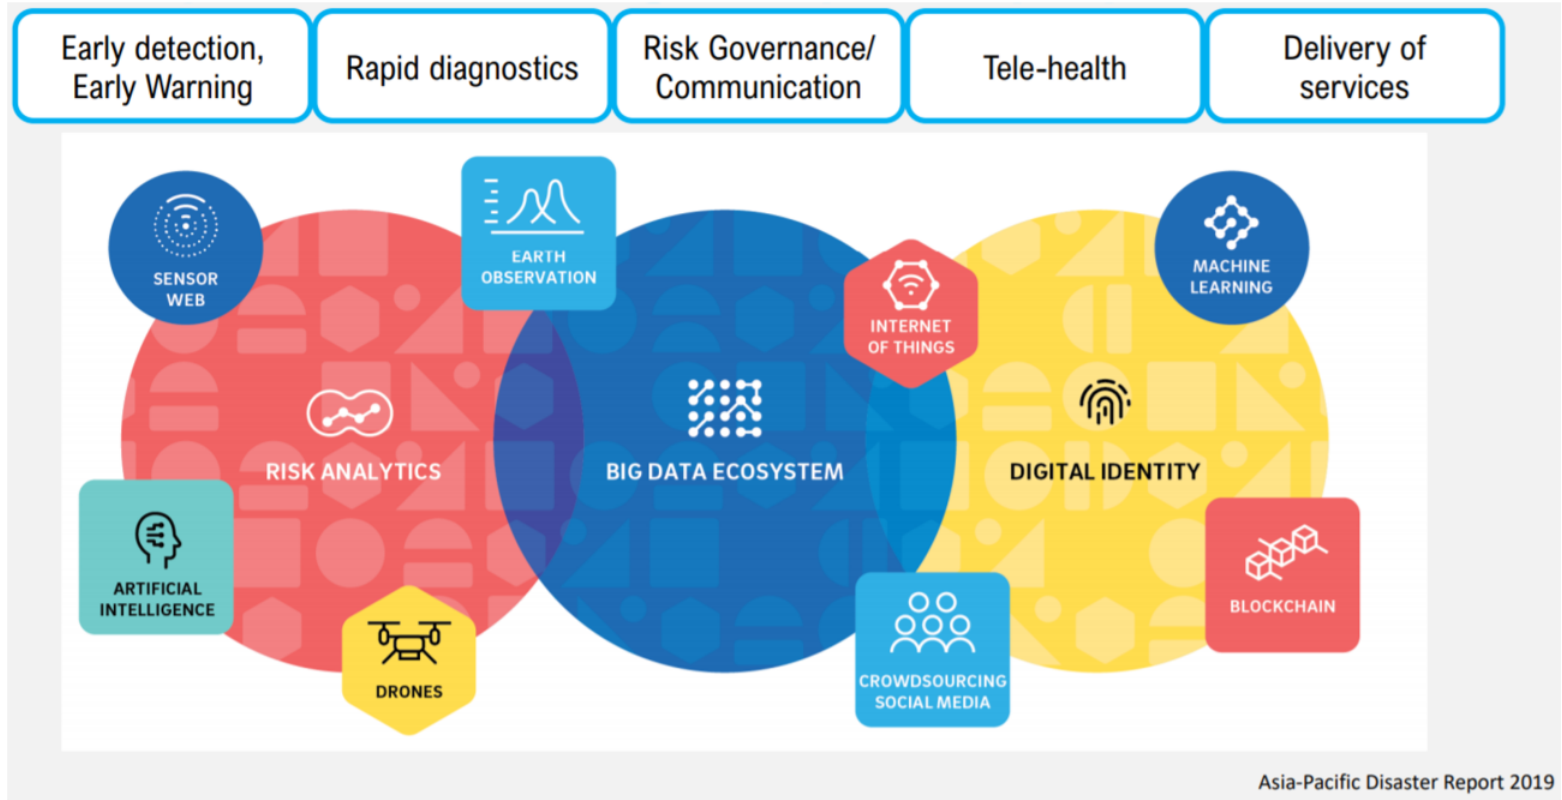 Early detection,
Early Warning
Rapid diagnostics
Risk Governance/
Communication
Tele-health
Delivery of
services
SENSOR
WEB
EARTH
OBSERVATION
INTERNET
OF THINGS
MACHINE
LEARNING
RISK ANALYTICS
BIG DATA ECOSYSTEM
DIGITAL IDENTITY
ARTIFICIAL
INTELLIGENCE
DRONES
CROWDSOURCING
SOCIAL MEDIA
BLOCKCHAIN
Asia-Pacific Disaster Report 2019